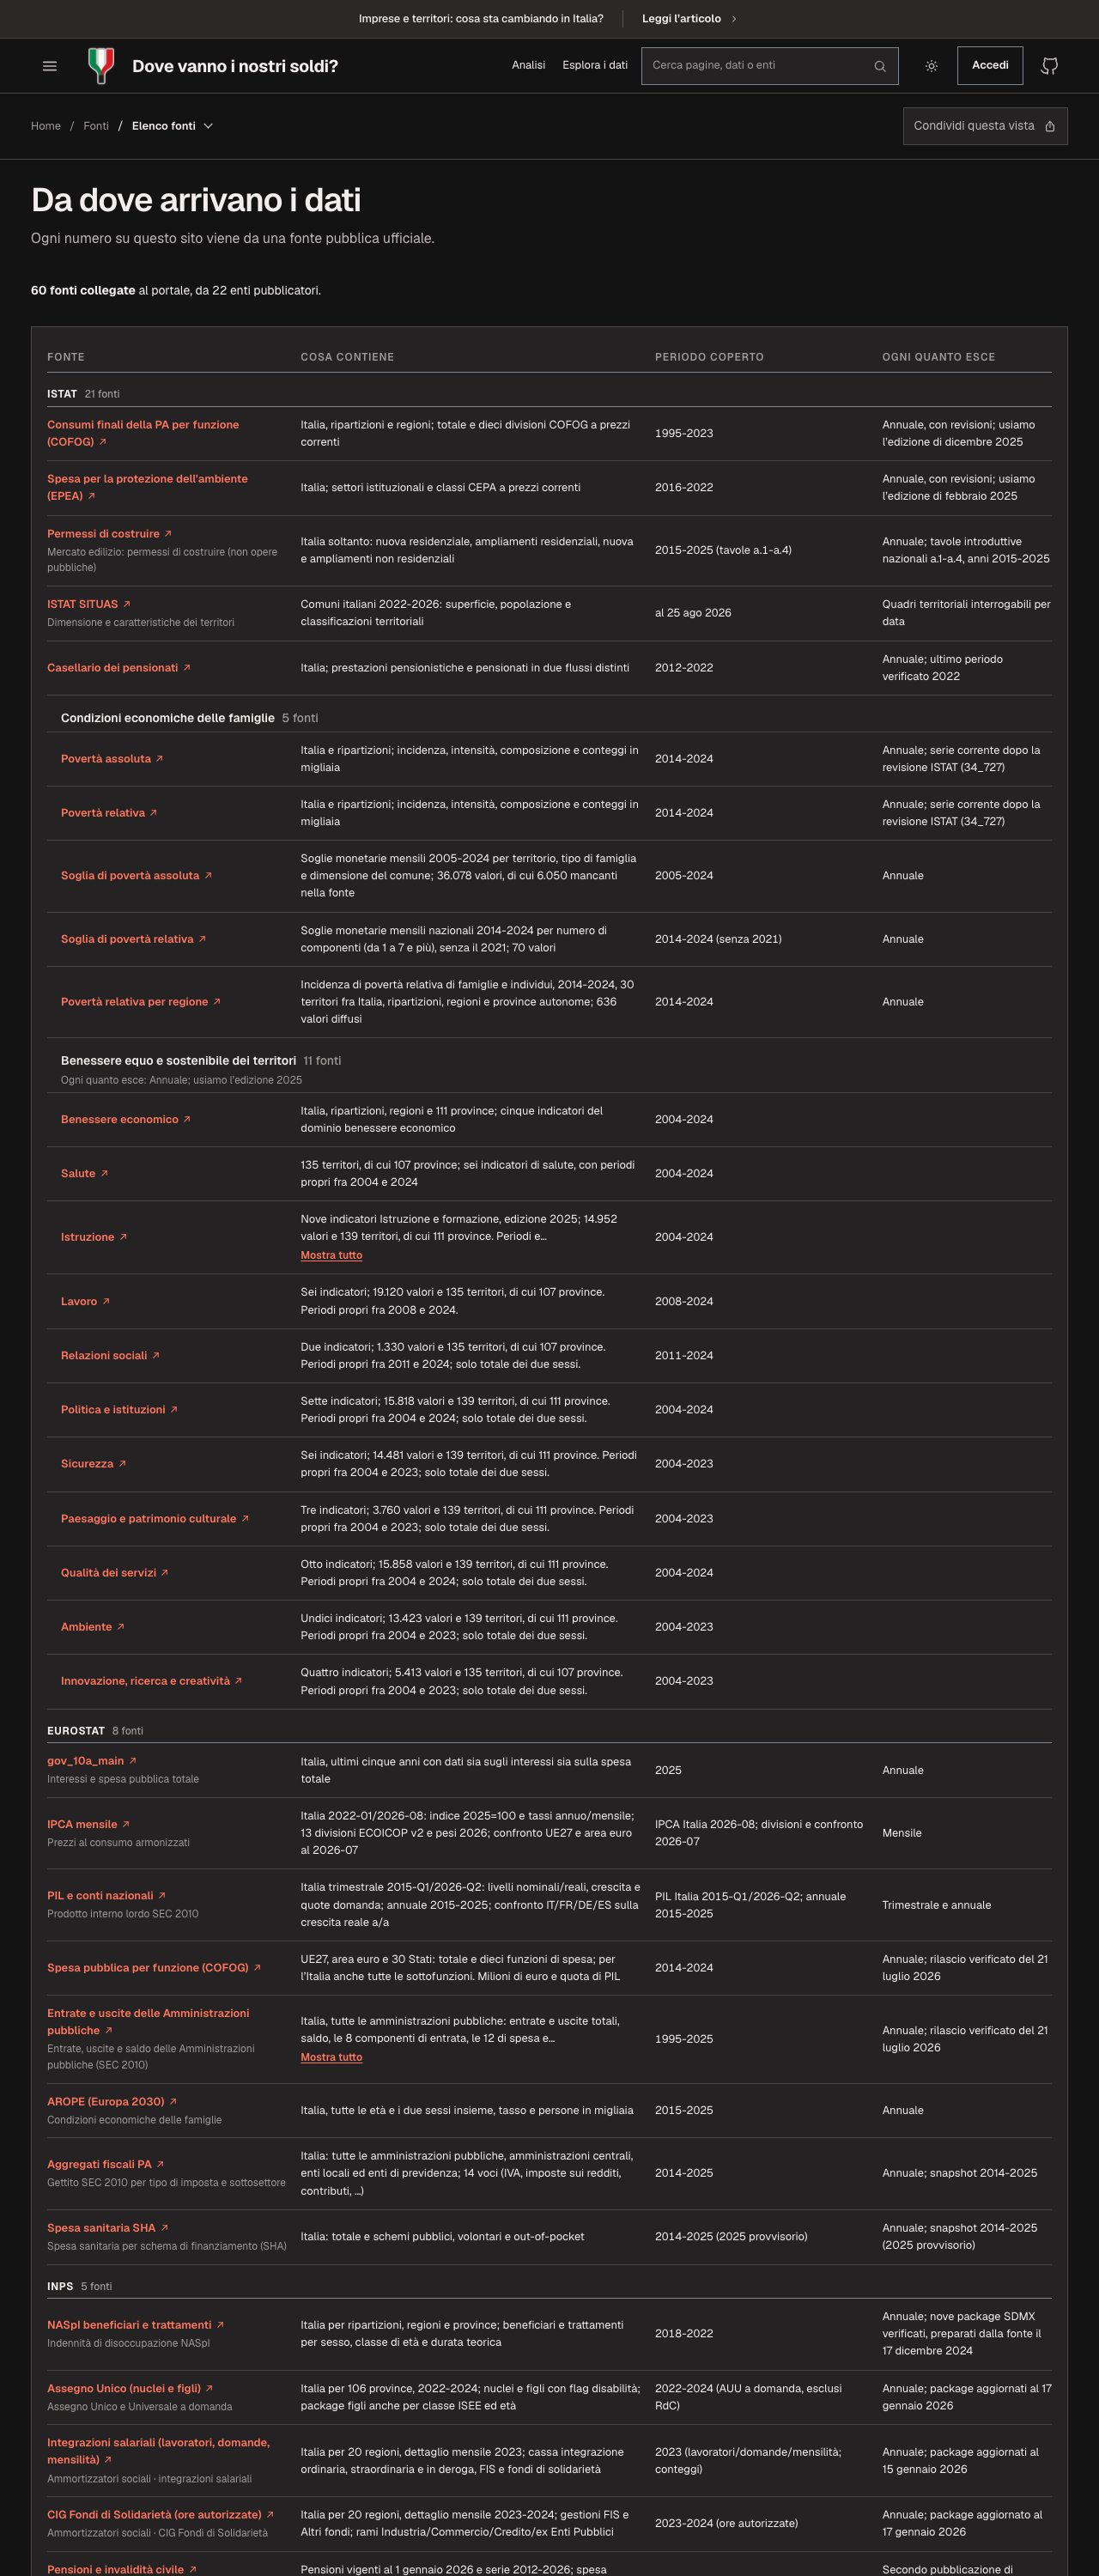 Imprese e territori: cosa sta cambiando in Italia? Leggi l'articolo
Dove vanno i nostri soldi? Analisi Esplora i dati Cerca pagine, dati o enti Accedi
Home / Fonti / Elenco fonti Condividi questa vista
Da dove arrivano i dati
Ogni numero su questo sito viene da una fonte pubblica ufficiale.
60 fonti collegate al portale, da 22 enti pubblicatori.
FONTE COSA CONTIENE PERIODO COPERTO OGNI QUANTO ESCE
ISTAT 21 fonti
Consumi finali della PA per funzione
(COFOG) ↗
Italia, ripartizioni e regioni; totale e dieci divisioni COFOG a prezzi
correnti
1995-2023
Annuale, con revisioni; usiamo
l'edizione di dicembre 2025
Spesa per la protezione dell'ambiente
(EPEA) ↗
Italia; settori istituzionali e classi CEPA a prezzi correnti
2016-2022
Annuale, con revisioni; usiamo
l'edizione di febbraio 2025
Permessi di costruire ↗
Mercato edilizio: permessi di costruire (non opere
pubbliche)
Italia soltanto: nuova residenziale, ampliamenti residenziali, nuova
e ampliamenti non residenziali
2015-2025 (tavole a.1-a.4)
Annuale; tavole introduttive
nazionali a.1-a.4, anni 2015-2025
ISTAT SITUAS ↗
Dimensione e caratteristiche dei territori
Comuni italiani 2022-2026: superficie, popolazione e
classificazioni territoriali
al 25 ago 2026
Quadri territoriali interrogabili per
data
Casellario dei pensionati ↗
Italia; prestazioni pensionistiche e pensionati in due flussi distinti
2012-2022
Annuale; ultimo periodo
verificato 2022
Condizioni economiche delle famiglie 5 fonti
Povertà assoluta ↗
Italia e ripartizioni; incidenza, intensità, composizione e conteggi in
migliaia
2014-2024
Annuale; serie corrente dopo la
revisione ISTAT (34_727)
Povertà relativa ↗
Italia e ripartizioni; incidenza, intensità, composizione e conteggi in
migliaia
2014-2024
Annuale; serie corrente dopo la
revisione ISTAT (34_727)
Soglia di povertà assoluta ↗
Soglie monetarie mensili 2005-2024 per territorio, tipo di famiglia
e dimensione del comune; 36.078 valori, di cui 6.050 mancanti
nella fonte
2005-2024
Annuale
Soglia di povertà relativa ↗
Soglie monetarie mensili nazionali 2014-2024 per numero di
componenti (da 1 a 7 e più), senza il 2021; 70 valori
2014-2024 (senza 2021)
Annuale
Povertà relativa per regione ↗
Incidenza di povertà relativa di famiglie e individui, 2014-2024, 30
territori fra Italia, ripartizioni, regioni e province autonome; 636
valori diffusi
2014-2024
Annuale
Benessere equo e sostenibile dei territori 11 fonti
Ogni quanto esce: Annuale; usiamo l'edizione 2025
Benessere economico ↗
Italia, ripartizioni, regioni e 111 province; cinque indicatori del
dominio benessere economico
2004-2024
Salute ↗
135 territori, di cui 107 province; sei indicatori di salute, con periodi
propri fra 2004 e 2024
2004-2024
Istruzione ↗
Nove indicatori Istruzione e formazione, edizione 2025; 14.952
valori e 139 territori, di cui 111 province. Periodi e...
Mostra tutto
2004-2024
Lavoro ↗
Sei indicatori; 19.120 valori e 135 territori, di cui 107 province.
Periodi propri fra 2008 e 2024.
2008-2024
Relazioni sociali ↗
Due indicatori; 1.330 valori e 135 territori, di cui 107 province.
Periodi propri fra 2011 e 2024; solo totale dei due sessi.
2011-2024
Politica e istituzioni ↗
Sette indicatori; 15.818 valori e 139 territori, di cui 111 province.
Periodi propri fra 2004 e 2024; solo totale dei due sessi.
2004-2024
Sicurezza ↗
Sei indicatori; 14.481 valori e 139 territori, di cui 111 province. Periodi
propri fra 2004 e 2023; solo totale dei due sessi.
2004-2023
Paesaggio e patrimonio culturale ↗
Tre indicatori; 3.760 valori e 139 territori, di cui 111 province. Periodi
propri fra 2004 e 2023; solo totale dei due sessi.
2004-2023
Qualità dei servizi ↗
Otto indicatori; 15.858 valori e 139 territori, di cui 111 province.
Periodi propri fra 2004 e 2024; solo totale dei due sessi.
2004-2024
Ambiente ↗
Undici indicatori; 13.423 valori e 139 territori, di cui 111 province.
Periodi propri fra 2004 e 2023; solo totale dei due sessi.
2004-2023
Innovazione, ricerca e creatività ↗
Quattro indicatori; 5.413 valori e 135 territori, di cui 107 province.
Periodi propri fra 2004 e 2023; solo totale dei due sessi.
2004-2023
EUROSTAT 8 fonti
gov_10a_main ↗
Interessi e spesa pubblica totale
Italia, ultimi cinque anni con dati sia sugli interessi sia sulla spesa
totale
2025
Annuale
IPCA mensile ↗
Prezzi al consumo armonizzati
Italia 2022-01/2026-08: indice 2025=100 e tassi annuo/mensile;
13 divisioni ECOICOP v2 e pesi 2026; confronto UE27 e area euro
al 2026-07
IPCA Italia 2026-08; divisioni e confronto
2026-07
Mensile
PIL e conti nazionali ↗
Prodotto interno lordo SEC 2010
Italia trimestrale 2015-Q1/2026-Q2: livelli nominali/reali, crescita e
quote domanda; annuale 2015-2025; confronto IT/FR/DE/ES sulla
crescita reale a/a
PIL Italia 2015-Q1/2026-Q2; annuale
2015-2025
Trimestrale e annuale
Spesa pubblica per funzione (COFOG) ↗
UE27, area euro e 30 Stati: totale e dieci funzioni di spesa; per
l'Italia anche tutte le sottofunzioni. Milioni di euro e quota di PIL
2014-2024
Annuale; rilascio verificato del 21
luglio 2026
Entrate e uscite delle Amministrazioni
pubbliche ↗
Entrate, uscite e saldo delle Amministrazioni
pubbliche (SEC 2010)
Italia, tutte le amministrazioni pubbliche: entrate e uscite totali,
saldo, le 8 componenti di entrata, le 12 di spesa e...
Mostra tutto
1995-2025
Annuale; rilascio verificato del 21
luglio 2026
AROPE (Europa 2030) ↗
Condizioni economiche delle famiglie
Italia, tutte le età e i due sessi insieme, tasso e persone in migliaia
2015-2025
Annuale
Aggregati fiscali PA ↗
Gettito SEC 2010 per tipo di imposta e sottosettore
Italia: tutte le amministrazioni pubbliche, amministrazioni centrali,
enti locali ed enti di previdenza; 14 voci (IVA, imposte sui redditi,
contributi, …)
2014-2025
Annuale; snapshot 2014-2025
Spesa sanitaria SHA ↗
Spesa sanitaria per schema di finanziamento (SHA)
Italia: totale e schemi pubblici, volontari e out-of-pocket
2014-2025 (2025 provvisorio)
Annuale; snapshot 2014-2025
(2025 provvisorio)
INPS 5 fonti
NASpI beneficiari e trattamenti ↗
Indennità di disoccupazione NASpI
Italia per ripartizioni, regioni e province; beneficiari e trattamenti
per sesso, classe di età e durata teorica
2018-2022
Annuale; nove package SDMX
verificati, preparati dalla fonte il
17 dicembre 2024
Assegno Unico (nuclei e figli) ↗
Assegno Unico e Universale a domanda
Italia per 106 province, 2022-2024; nuclei e figli con flag disabilità;
package figli anche per classe ISEE ed età
2022-2024 (AUU a domanda, esclusi
RdC)
Annuale; package aggiornati al 17
gennaio 2026
Integrazioni salariali (lavoratori, domande,
mensilità) ↗
Ammortizzatori sociali · integrazioni salariali
Italia per 20 regioni, dettaglio mensile 2023; cassa integrazione
ordinaria, straordinaria e in deroga, FIS e fondi di solidarietà
2023 (lavoratori/domande/mensilità;
conteggi)
Annuale; package aggiornati al
15 gennaio 2026
CIG Fondi di Solidarietà (ore autorizzate) ↗
Ammortizzatori sociali · CIG Fondi di Solidarietà
Italia per 20 regioni, dettaglio mensile 2023-2024; gestioni FIS e
Altri fondi; rami Industria/Commercio/Credito/ex Enti Pubblici
2023-2024 (ore autorizzate)
Annuale; package aggiornato al
17 gennaio 2026
Pensioni e invalidità civile ↗
Pensioni vigenti al 1 gennaio 2026 e serie 2012-2026; spesa
Secondo pubblicazione di